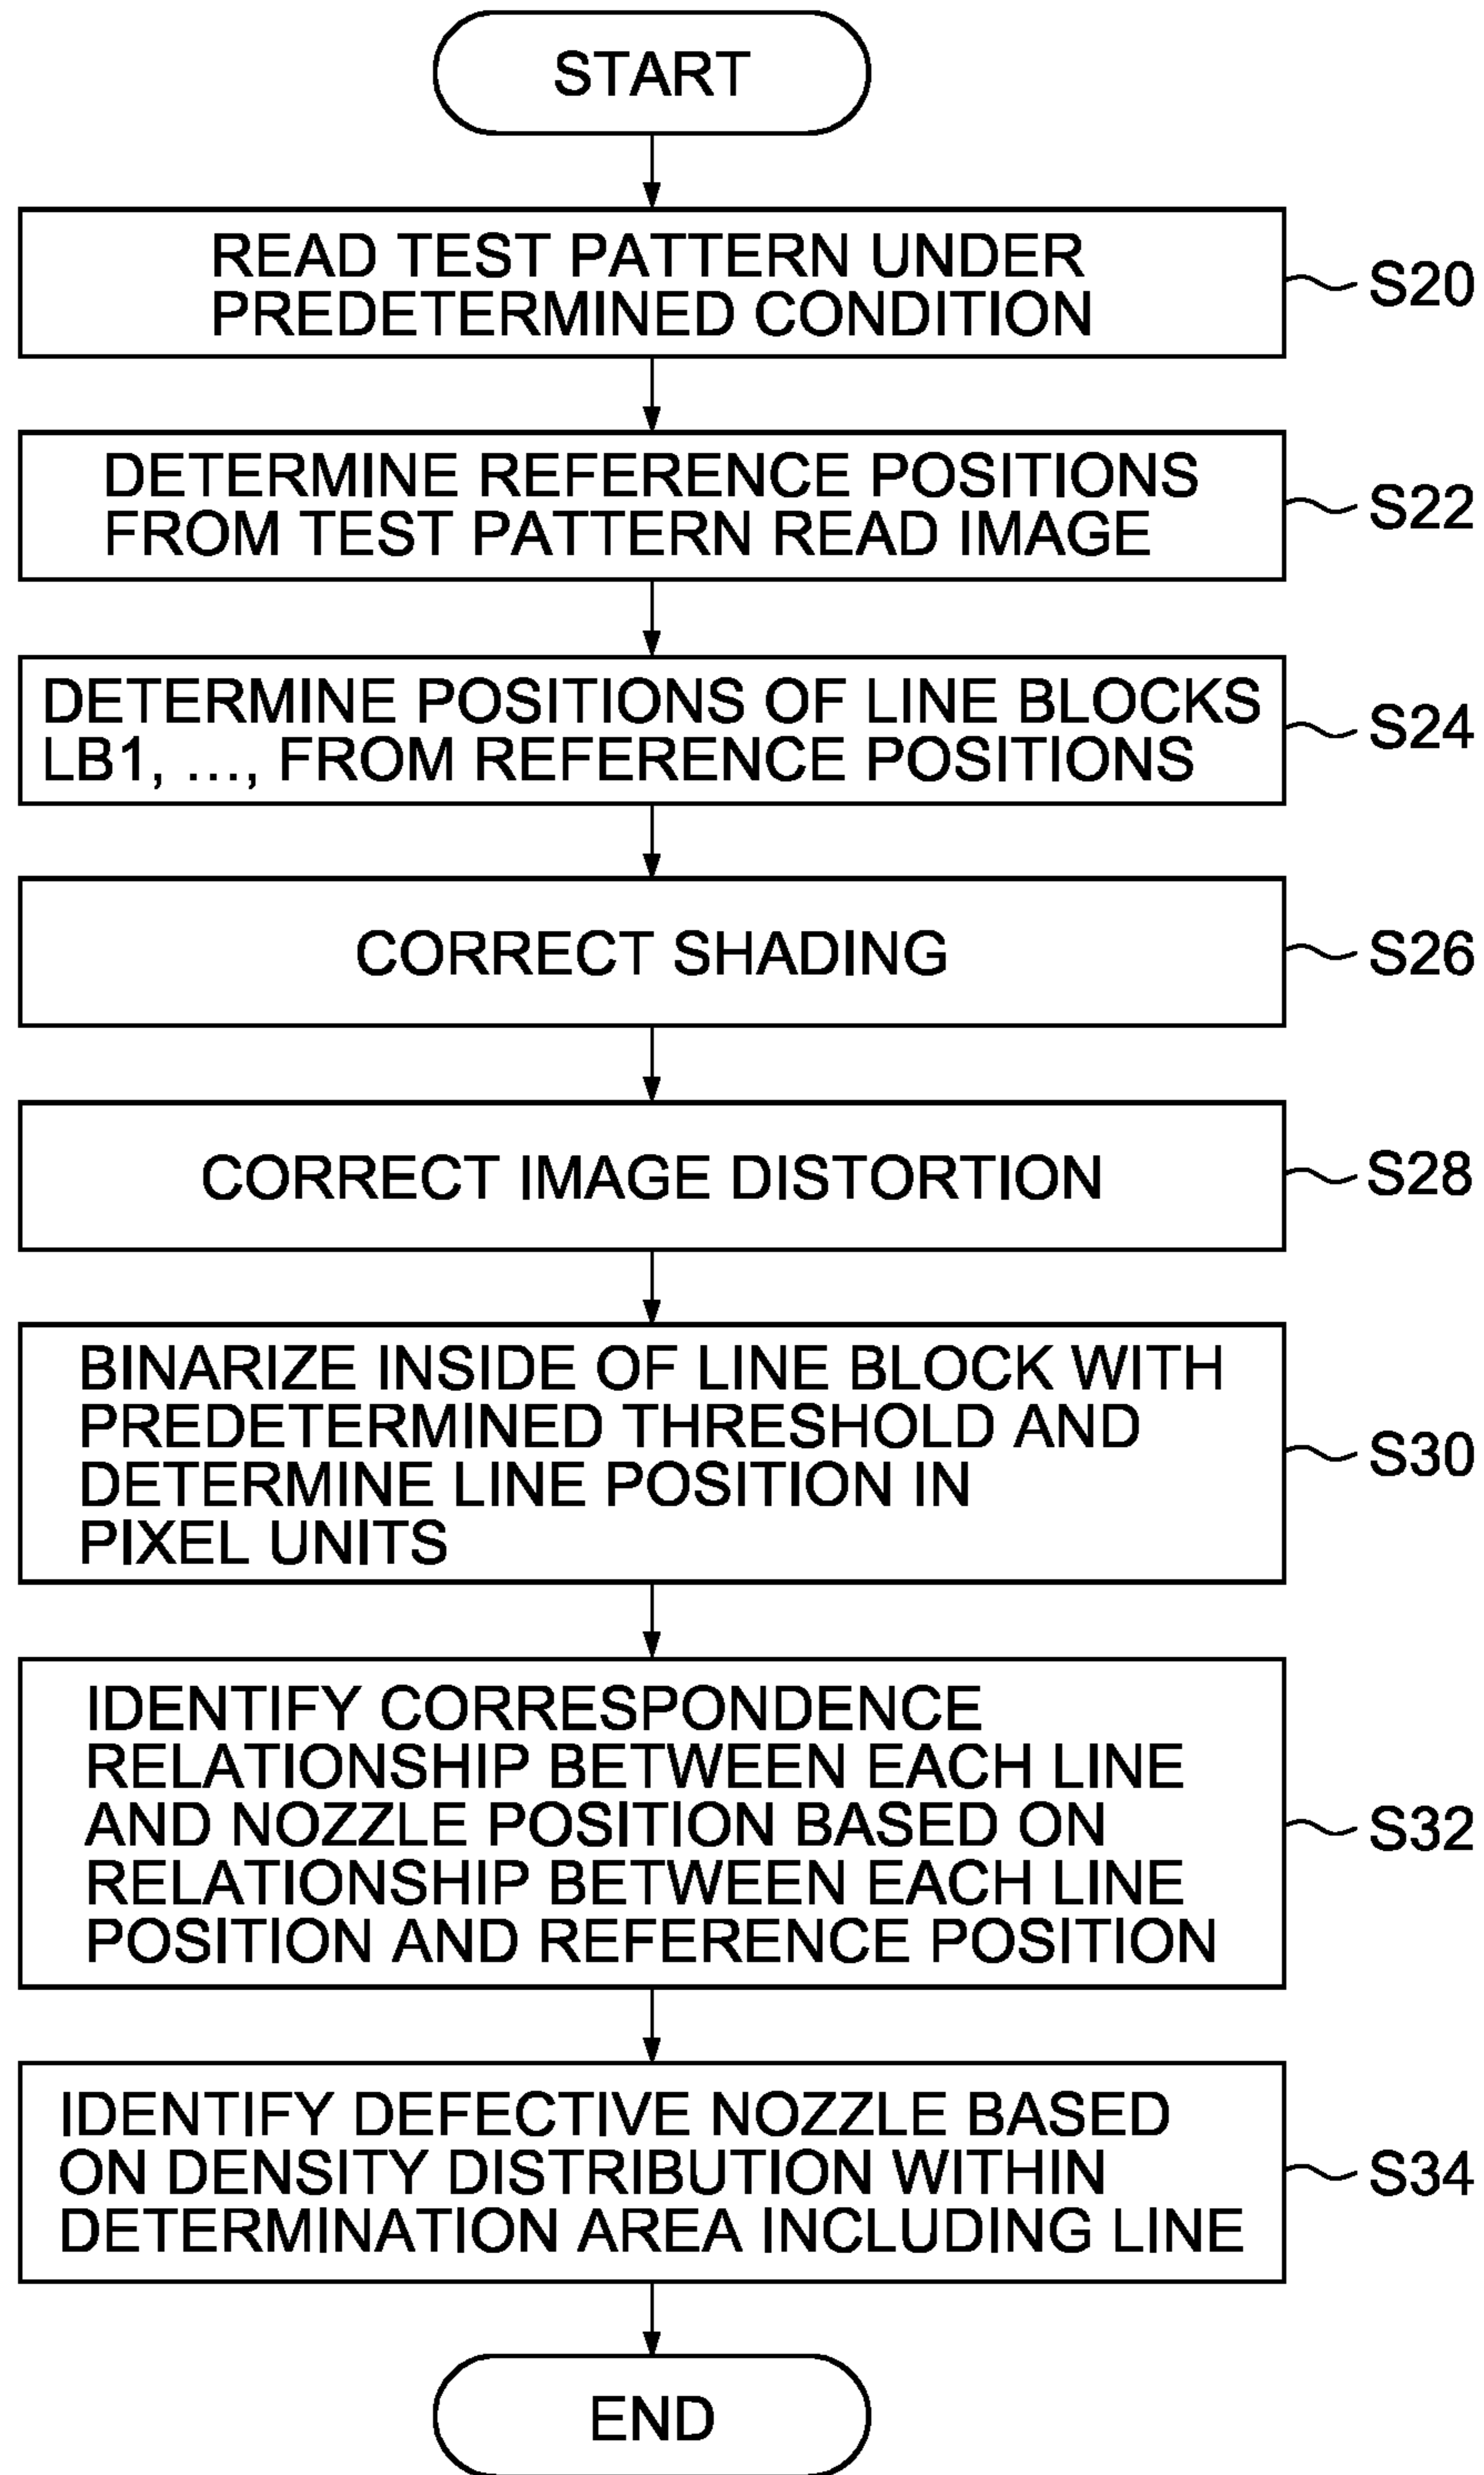 START
READ TEST PATTERN UNDER
PREDETERMINED CONDITION
S20
DETERMINE REFERENCE POSITIONS
FROM TEST PATTERN READ IMAGE
S22
DETERMINE POSITIONS OF LINE BLOCKS
LB1, ..., FROM REFERENCE POSITIONS
S24
CORRECT SHADING
S26
CORRECT IMAGE DISTORTION
S28
BINARIZE INSIDE OF LINE BLOCK WITH
PREDETERMINED THRESHOLD AND
DETERMINE LINE POSITION IN
PIXEL UNITS
S30
IDENTIFY CORRESPONDENCE
RELATIONSHIP BETWEEN EACH LINE
AND NOZZLE POSITION BASED ON
RELATIONSHIP BETWEEN EACH LINE
POSITION AND REFERENCE POSITION
S32
IDENTIFY DEFECTIVE NOZZLE BASED
ON DENSITY DISTRIBUTION WITHIN
DETERMINATION AREA INCLUDING LINE
S34
END